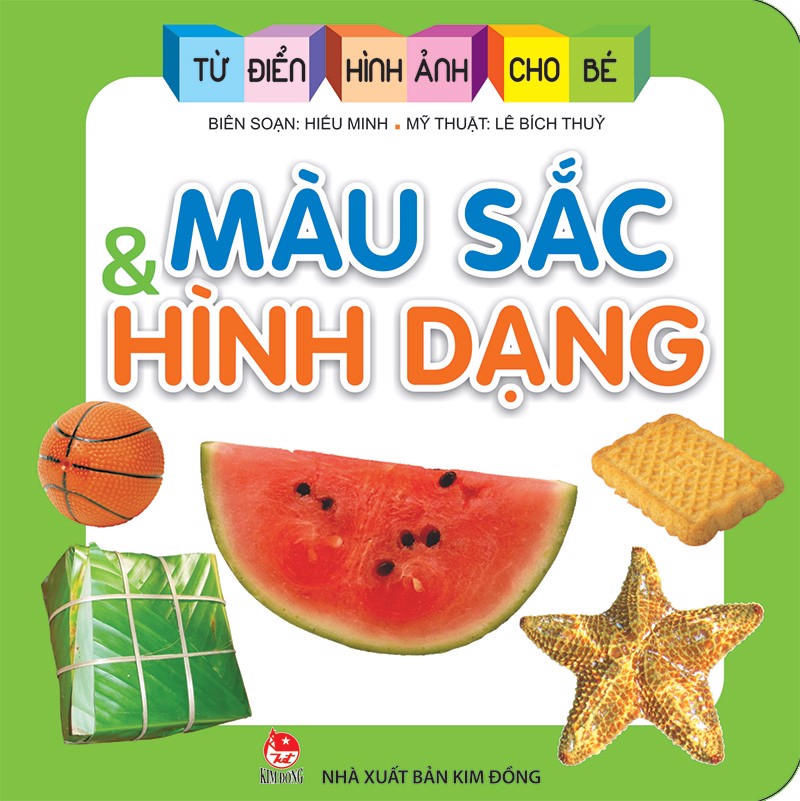 TỪ ĐIỂN HÌNH ẢNH CHO BÉ
BIÊN SOẠN: HIẾU MINH . MỸ THUẬT: LÊ BÍCH THUỶ
MÀU SẮC
& HÌNH DẠNG
KIM ĐỒNG
NHÀ XUẤT BẢN KIM ĐỒNG